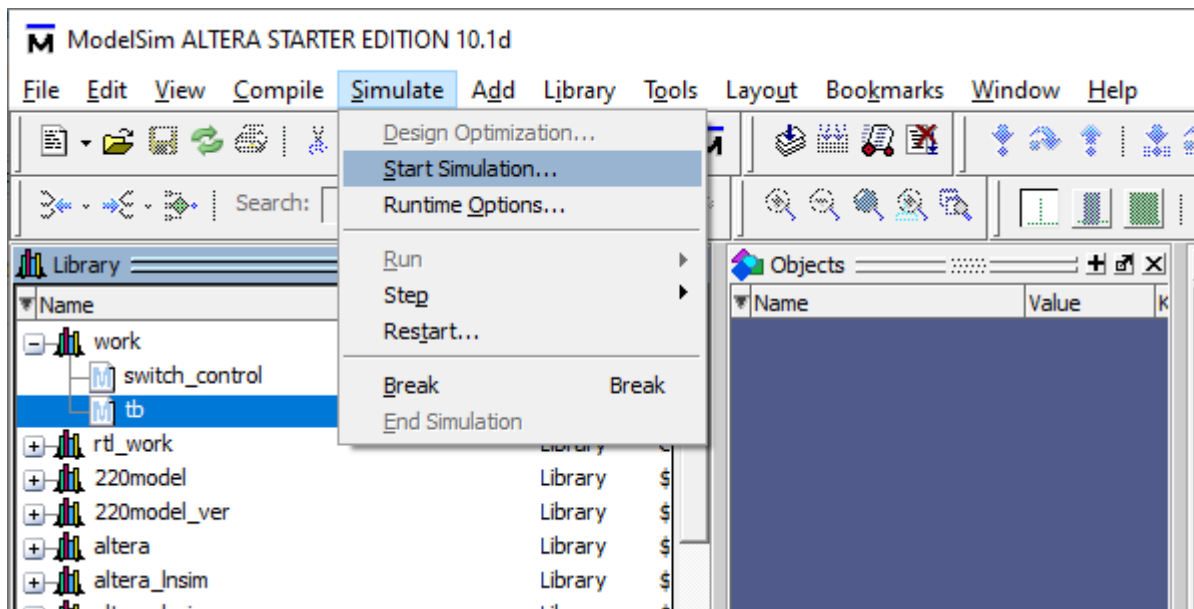 ModelSim ALTERA STARTER EDITION 10.1d
File Edit View Compile Simulate Add Library Tools Layout Bookmarks Window Help
Design Optimization...
Start Simulation...
Runtime Options...
Search:
Run
Step
Restart...
Break Break
End Simulation
Library
Name
work
switch_control
tb
rtl_work
220model Library $
220model_ver Library $
altera Library $
altera_lnsim Library $
Objects
Name Value K